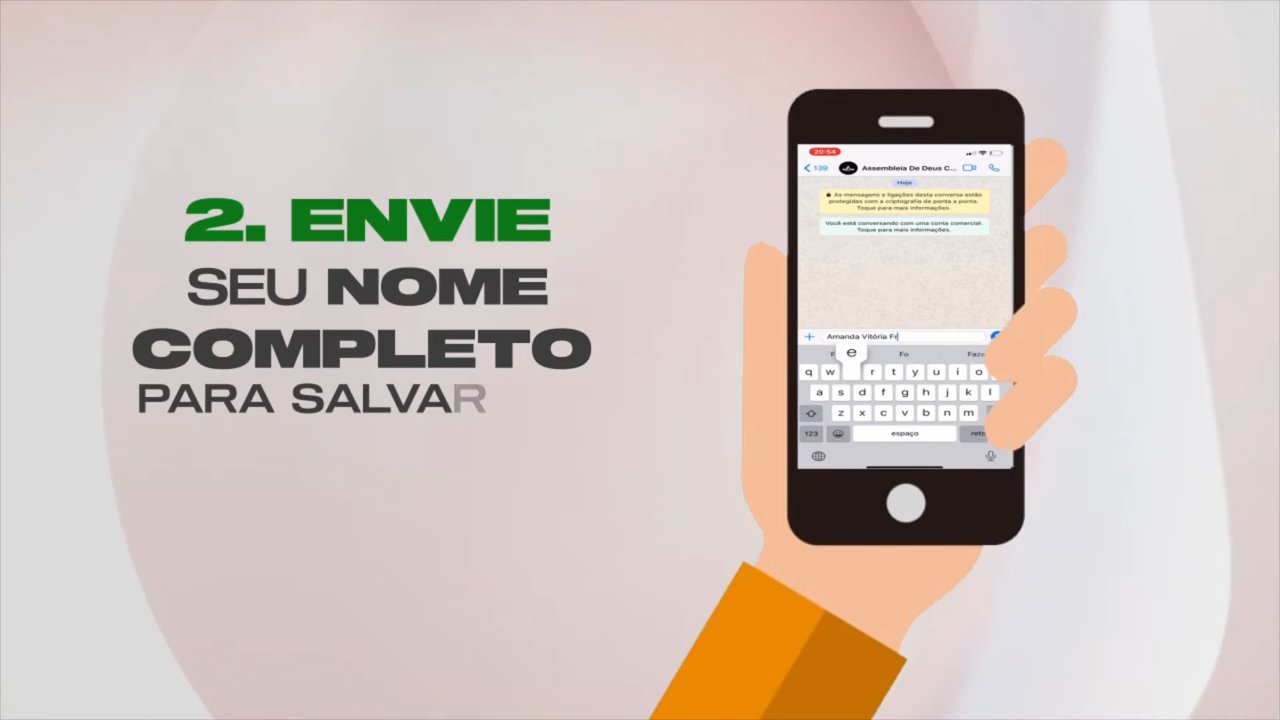 2. ENVIE
SEU NOME
COMPLETO
PARA SALVAR
20:54
139
Assembleia De Deus C...
Hoje
As mensagens e ligações desta conversa estão
protegidas com a criptografia de ponta a ponta.
Toque para mais informações.
Você está conversando com uma conta comercial.
Toque para mais informações.
Amanda Vitória Fr
e
Fo
q w r t y u i o
a s d f g h j k l
z x c v b n m
123 espaço